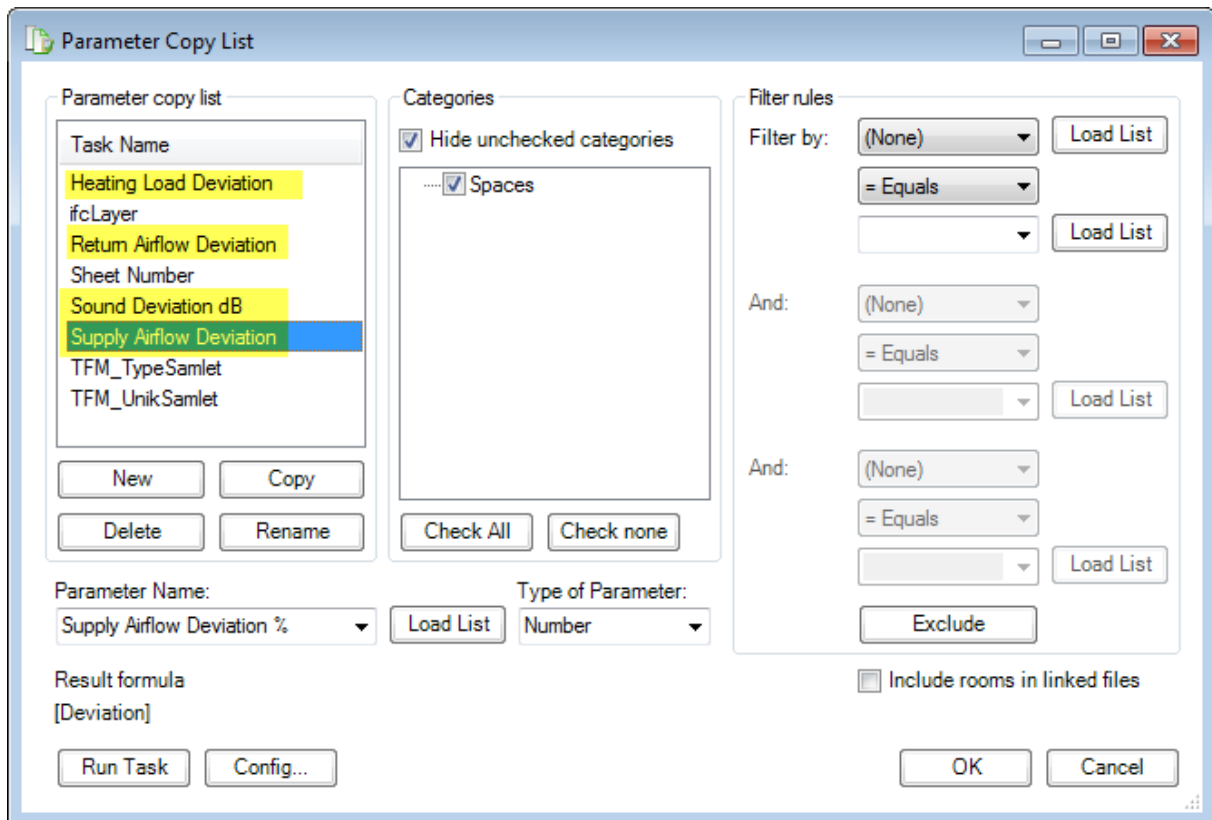 Parameter Copy List
Parameter copy list
Task Name
Heating Load Deviation
ifcLayer
Return Airflow Deviation
Sheet Number
Sound Deviation dB
Supply Airflow Deviation
TFM_TypeSamlet
TFM_UnikSamlet
New
Copy
Delete
Rename
Categories
Hide unchecked categories
Spaces
Check All
Check none
Filter rules
Filter by:
(None)
Load List
= Equals
Load List
And:
(None)
= Equals
Load List
And:
(None)
= Equals
Load List
Exclude
Parameter Name:
Supply Airflow Deviation %
Load List
Type of Parameter:
Number
Include rooms in linked files
Result formula
[Deviation]
Run Task
Config...
OK
Cancel